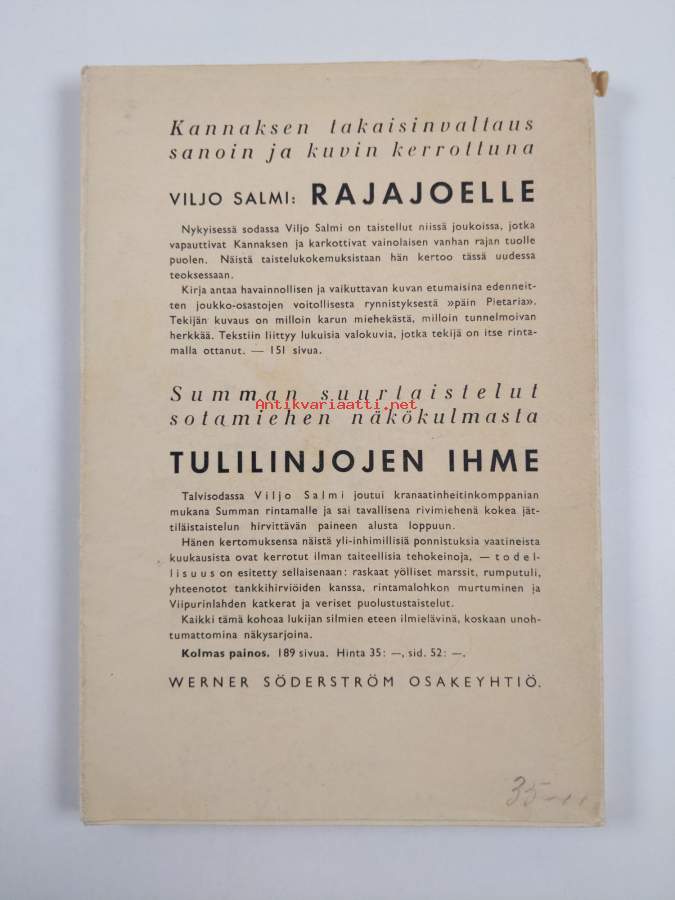 Kannaksen takaisinvaltaus
sanoin ja kuvin kerrottuna
VILJO SALMI: RAJAJOELLE
Nykyisessä sodassa Viljo Salmi on taistellut niissä joukoissa, jotka
vapauttivat Kannaksen ja karkottivat vainolaisen vanhan rajan tuolle
puolen. Näistä taistelukokemuksistaan hän kertoo tässä uudessa
teoksessaan.
Kirja antaa havainnollisen ja vaikuttavan kuvan etumaisina edenneit-
ten joukko-osastojen voitollisesta rynnistyksestä »päin Pietaria».
Tekijän kuvaus on milloin karun miehekästä, milloin tunnelmoivan
herkkää. Tekstiin liittyy lukuisia valokuvia, jotka tekijä on itse rinta-
malla ottanut. — 151 sivua.
Summan suurtaistelut
Antikvariaatti.net
sotamiehen näkökulmasta
TULILINJOJEN IHME
Talvisodassa Viljo Salmi joutui kranaatinheitinkomppanian
mukana Summan rintamalle ja sai tavallisena rivimiehenä kokea jät-
tiläistaistelun hirvittävän paineen alusta loppuun.
Hänen kertomuksensa näistä yli-inhimillisiä ponnistuksia vaatineista
kuukausista ovat kerrotut ilman taiteellisia tehokeinoja, — todel-
lisuus on esitetty sellaisenaan: raskaat yölliset marssit, rumputuli,
yhteenotot tankkihirviöiden kanssa, rintamalohkon murtuminen ja
Viipurinlahden katkerat ja veriset puolustustaistelut.
Kaikki tämä kohoaa lukijan silmien eteen ilmielävinä, koskaan unoh-
tumattomina näkysarjoina.
Kolmas painos. 189 sivua. Hinta 35: —, sid. 52: —.
WERNER SÖDERSTRÖM OSAKEYHTIÖ.
35-,,